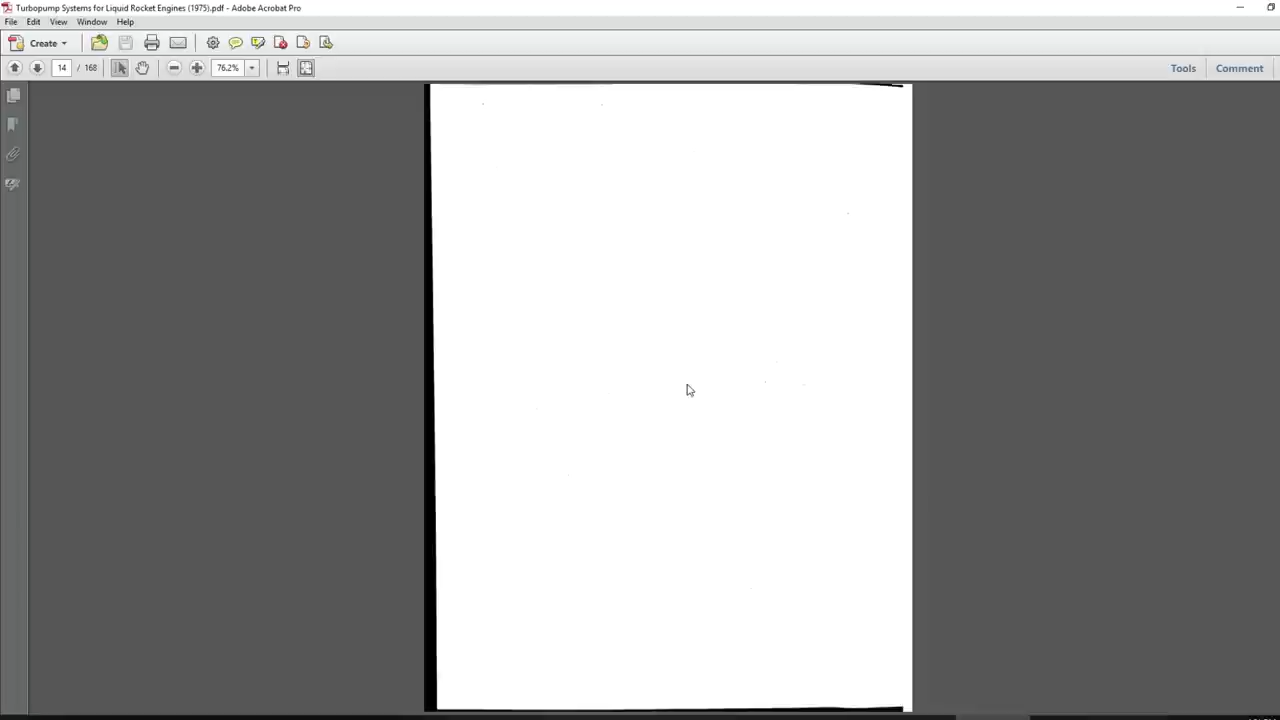 Turbopump Systems for Liquid Rocket Engines (1975).pdf - Adobe Acrobat Pro
File Edit View Window Help
Create
14 / 168 76.2% Tools Comment